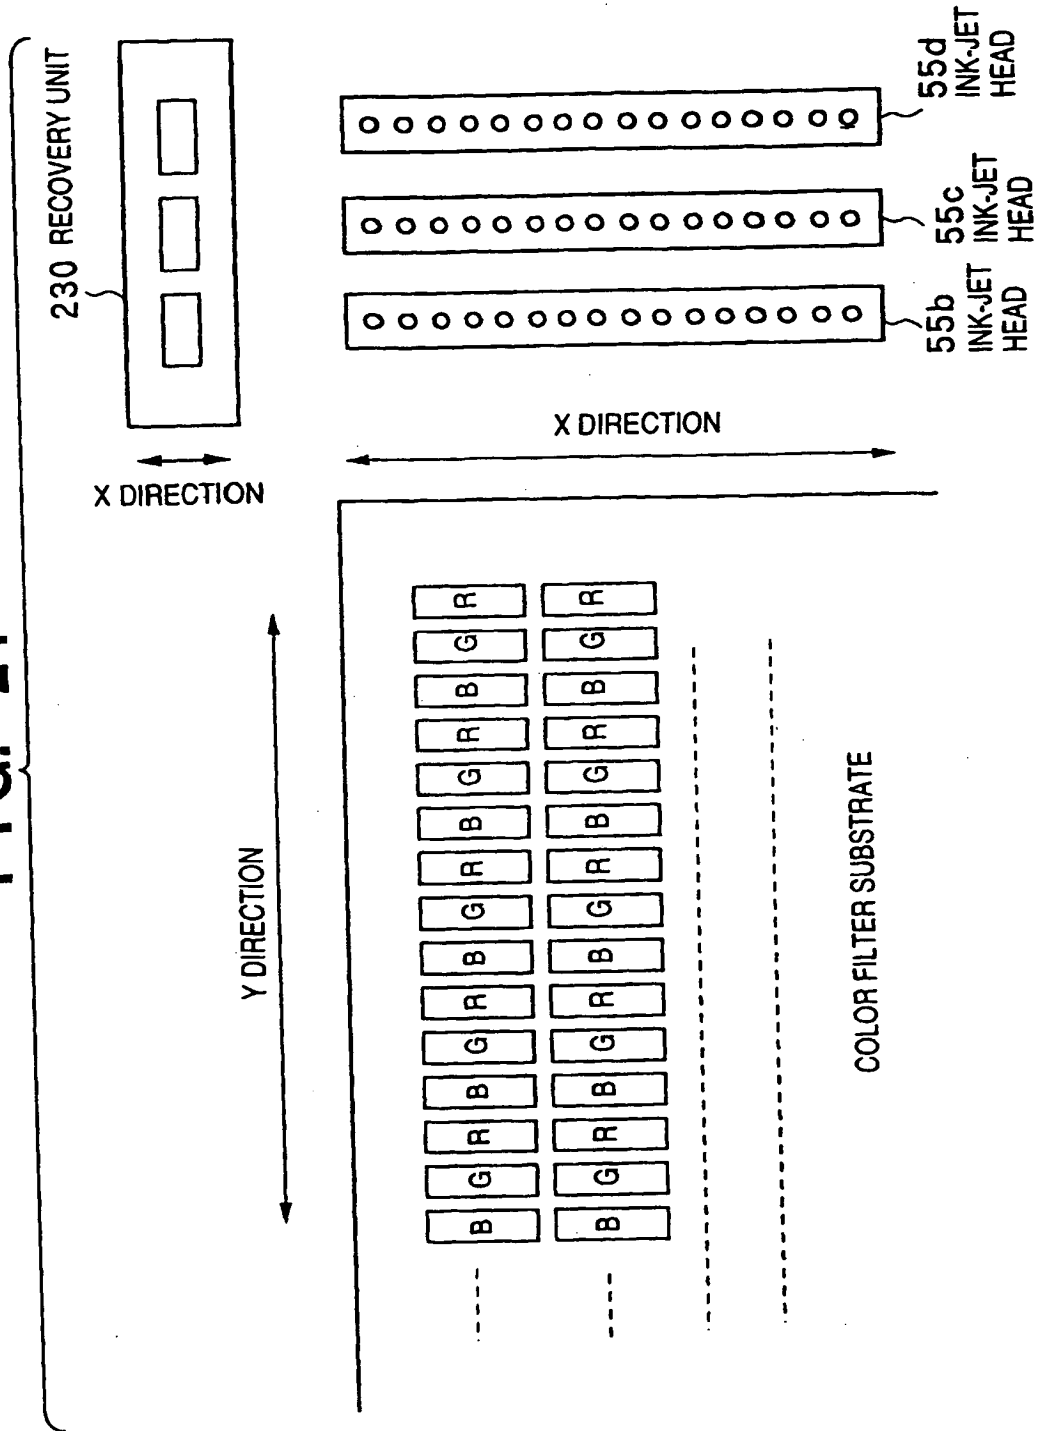 230 RECOVERY UNIT
X DIRECTION
X DIRECTION
55b
INK-JET
HEAD
55c
INK-JET
HEAD
55d
INK-JET
HEAD
Y DIRECTION
B G R B G R B G R B G R B G R
B G R B G R B G R B G R B G R
COLOR FILTER SUBSTRATE